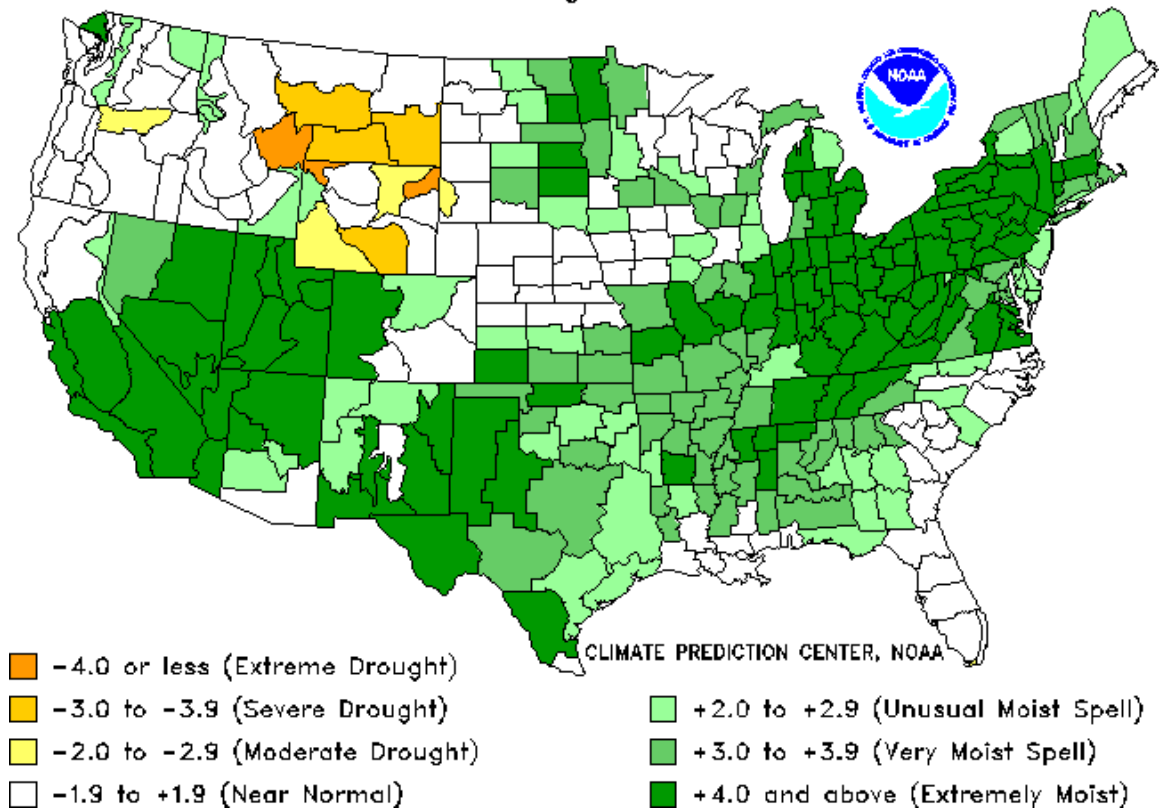 NOAA
CLIMATE PREDICTION CENTER, NOAA
-4.0 or less (Extreme Drought)
-3.0 to -3.9 (Severe Drought)
-2.0 to -2.9 (Moderate Drought)
-1.9 to +1.9 (Near Normal)
+2.0 to +2.9 (Unusual Moist Spell)
+3.0 to +3.9 (Very Moist Spell)
+4.0 and above (Extremely Moist)